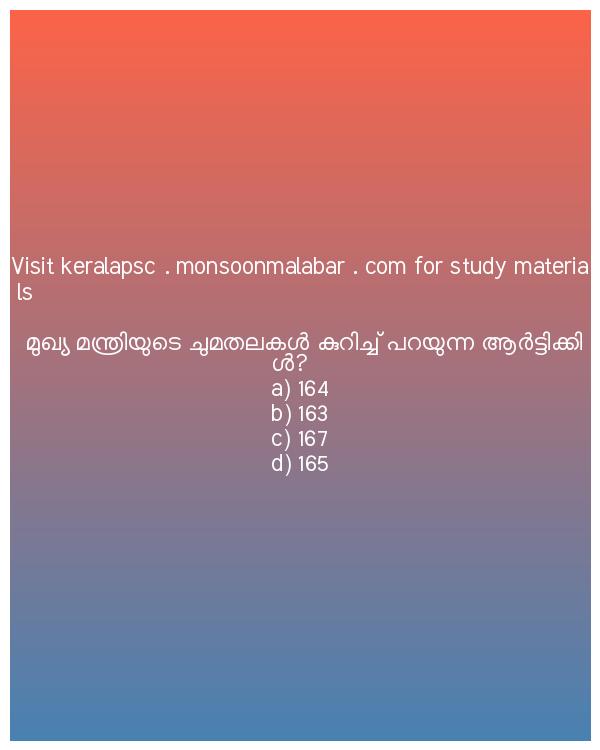 Visit keralapsc . monsoonmalabar . com for study materia
ls
മുഖ്യ മന്ത്രിയുടെ ചുമതലകൾ കുറിച്ച് പറയുന്ന ആർട്ടിക്കി
ൾ?
a) 164
b) 163
c) 167
d) 165